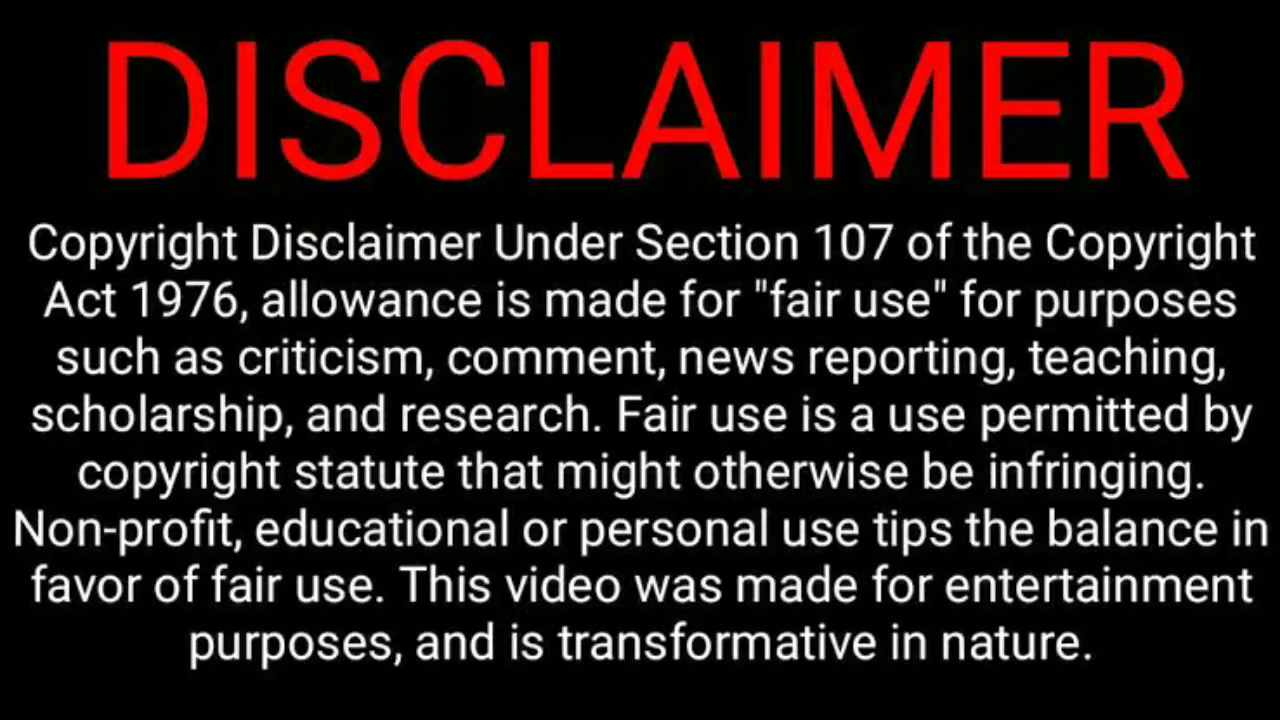 DISCLAIMER
Copyright Disclaimer Under Section 107 of the Copyright
Act 1976, allowance is made for "fair use" for purposes
such as criticism, comment, news reporting, teaching,
scholarship, and research. Fair use is a use permitted by
copyright statute that might otherwise be infringing.
Non-profit, educational or personal use tips the balance in
favor of fair use. This video was made for entertainment
purposes, and is transformative in nature.